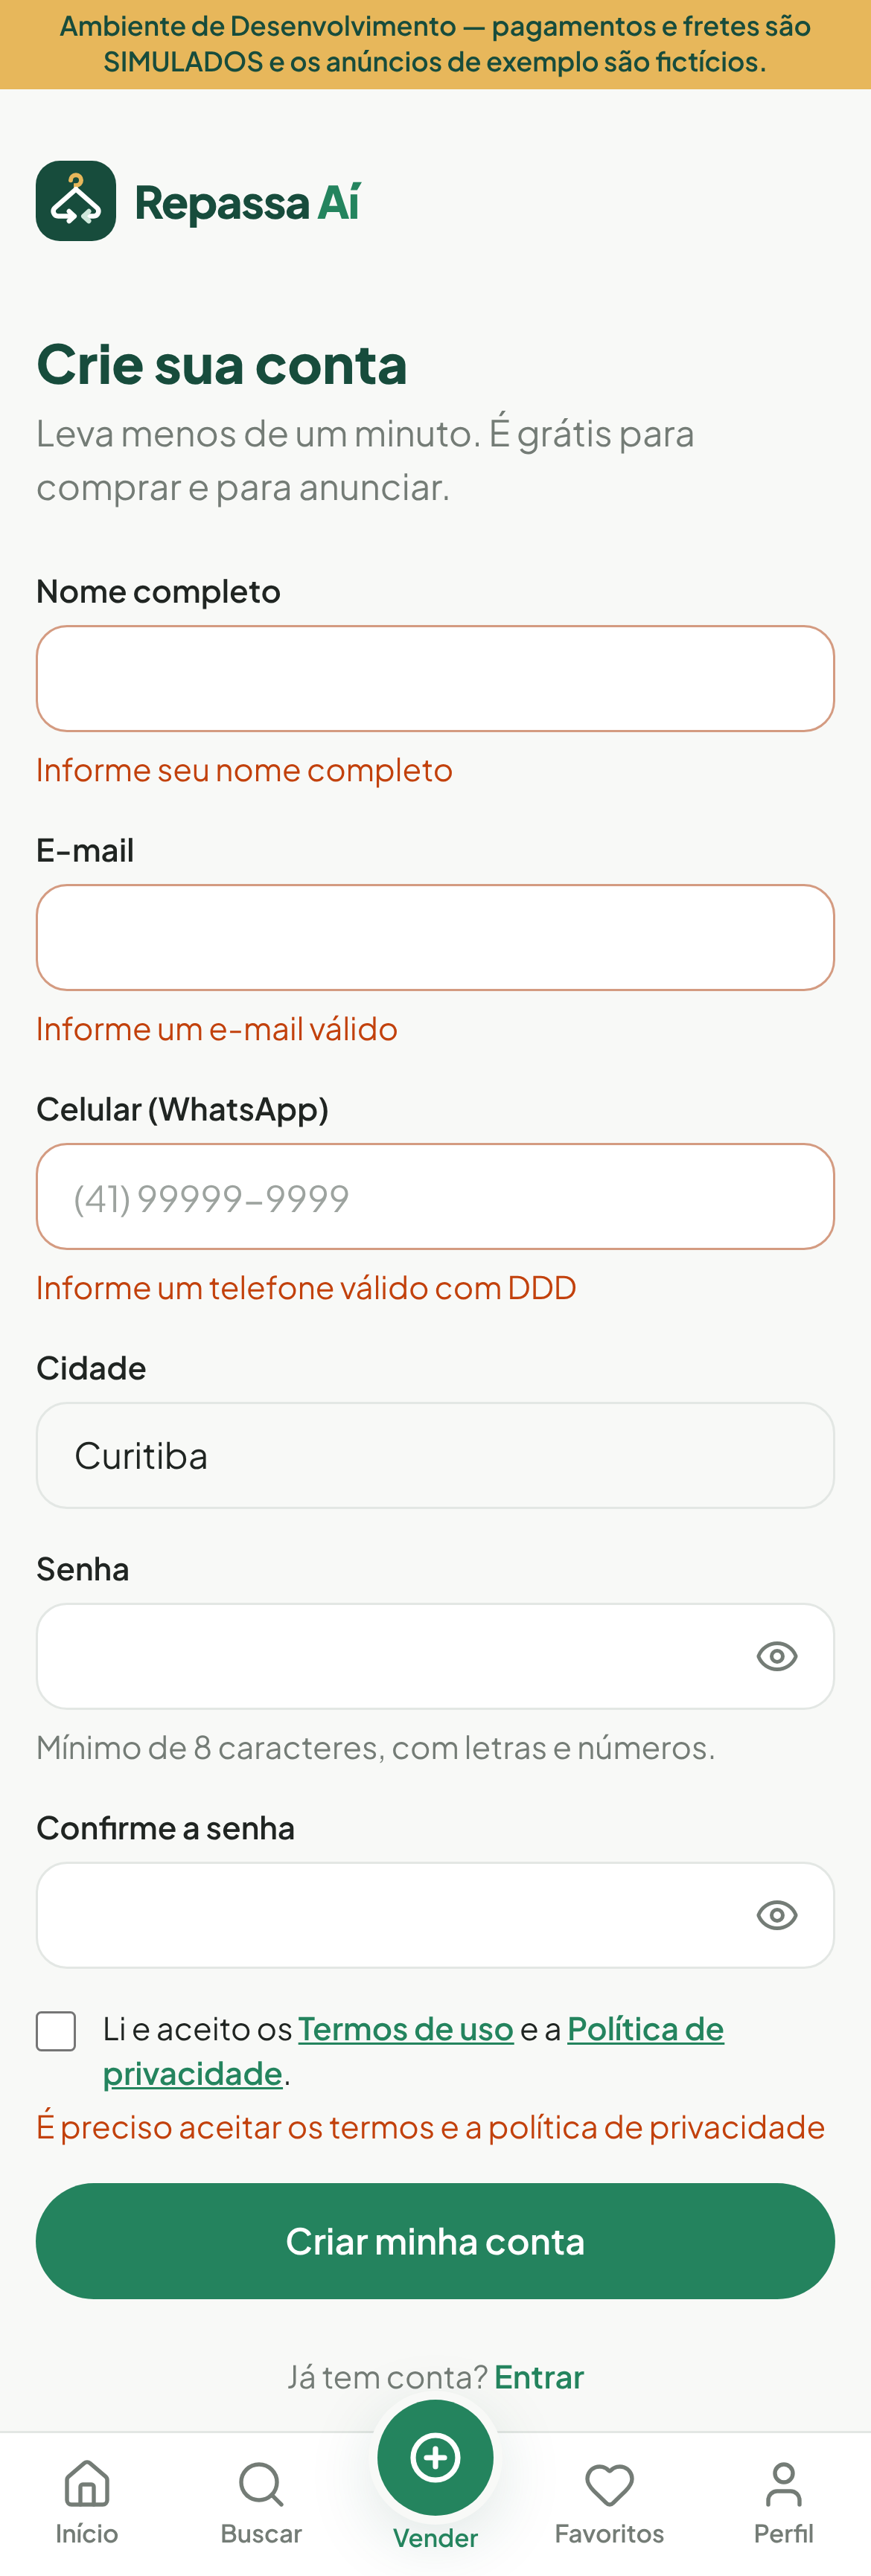 Ambiente de Desenvolvimento — pagamentos e fretes são
SIMULADOS e os anúncios de exemplo são fictícios.
Repassa Aí
Crie sua conta
Leva menos de um minuto. É grátis para
comprar e para anunciar.
Nome completo
Informe seu nome completo
E-mail
Informe um e-mail válido
Celular (WhatsApp)
(41) 99999-9999
Informe um telefone válido com DDD
Cidade
Curitiba
Senha
Mínimo de 8 caracteres, com letras e números.
Confirme a senha
Li e aceito os Termos de uso e a Política de
privacidade.
É preciso aceitar os termos e a política de privacidade
Criar minha conta
Já tem conta? Entrar
Início
Buscar
Vender
Favoritos
Perfil